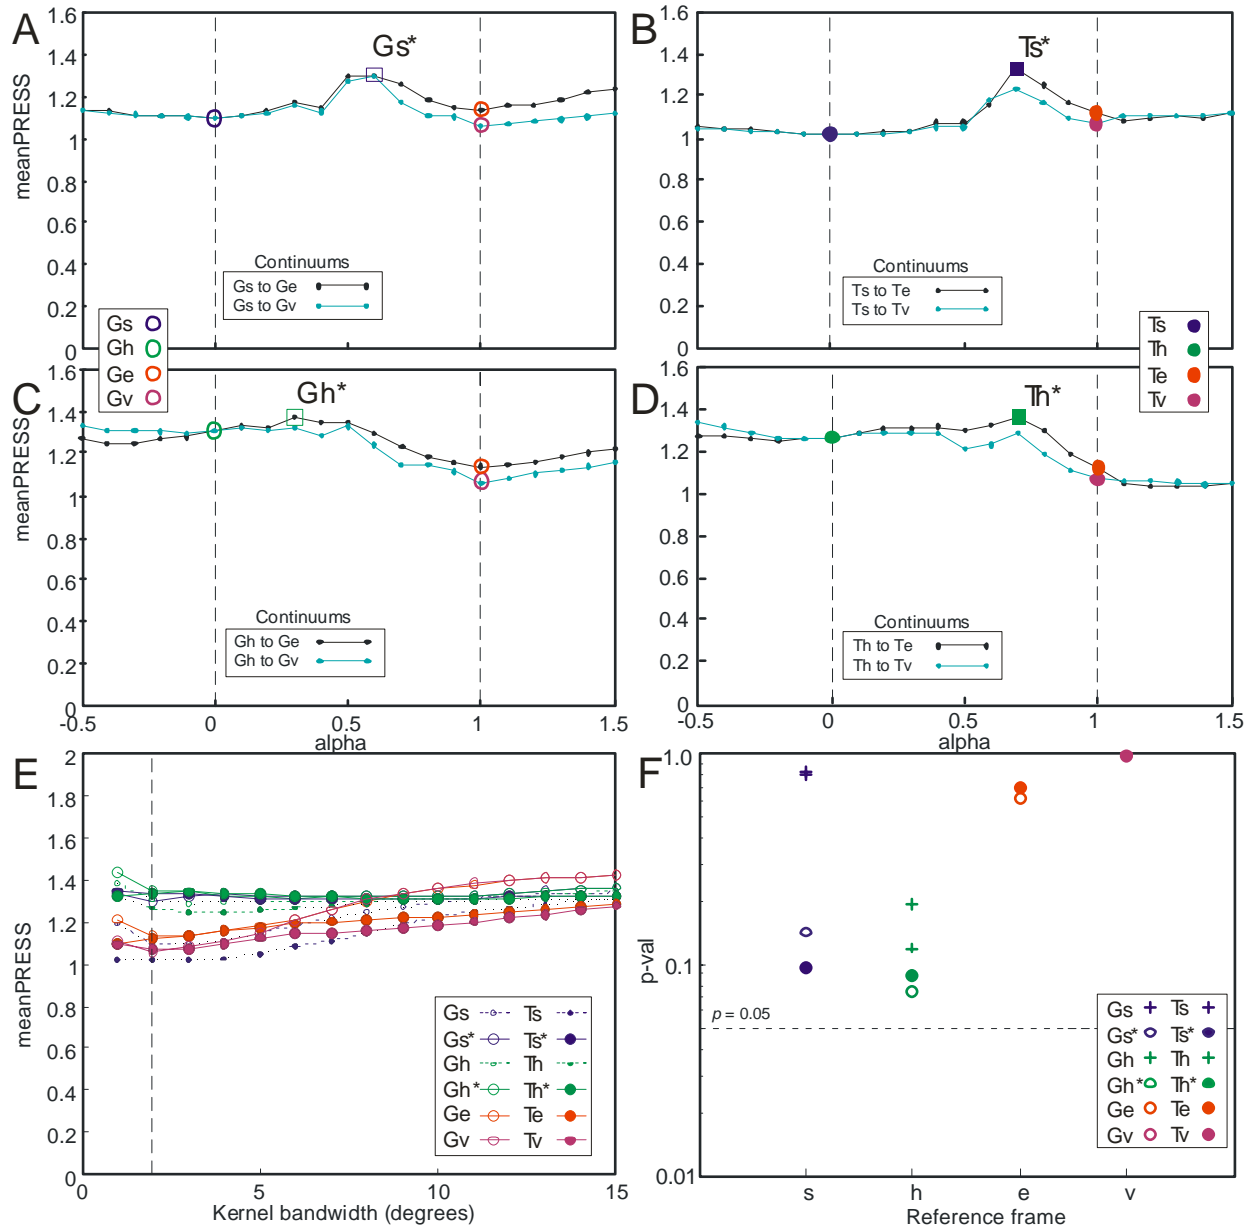 A
Gs*
meanPRESS
1.6
1.4
1.2
1
0.8
0.6
0.4
0.2
0
Continuums
Gs to Ge
Gs to Gv
B
Ts*
meanPRESS
1.6
1.4
1.2
1
0.8
0.6
0.4
0.2
0
Continuums
Ts to Te
Ts to Tv
Gs
Gh
Ge
Gv
Ts
Th
Te
Tv
C
Gh*
meanPRESS
1.6
1.4
1.2
1
0.8
0.6
0.4
0.2
0
Continuums
Gh to Ge
Gh to Gv
-0.5 0 0.5 1 1.5
alpha
D
Th*
1.6
1.4
1.2
1
0.8
0.6
0.4
0.2
0
Continuums
Th to Te
Th to Tv
-0.5 0 0.5 1 1.5
alpha
E
meanPRESS
2
1.8
1.6
1.4
1.2
1
0.8
0.6
0.4
0.2
0
Gs Ts
Gs* Ts*
Gh Th
Gh* Th*
Ge Te
Gv Tv
0 5 10 15
Kernel bandwidth (degrees)
F
p-val
1.0
0.1
0.01
p = 0.05
Gs Ts
Gs* Ts*
Gh Th
Gh* Th*
Ge Te
Gv Tv
s h e v
Reference frame